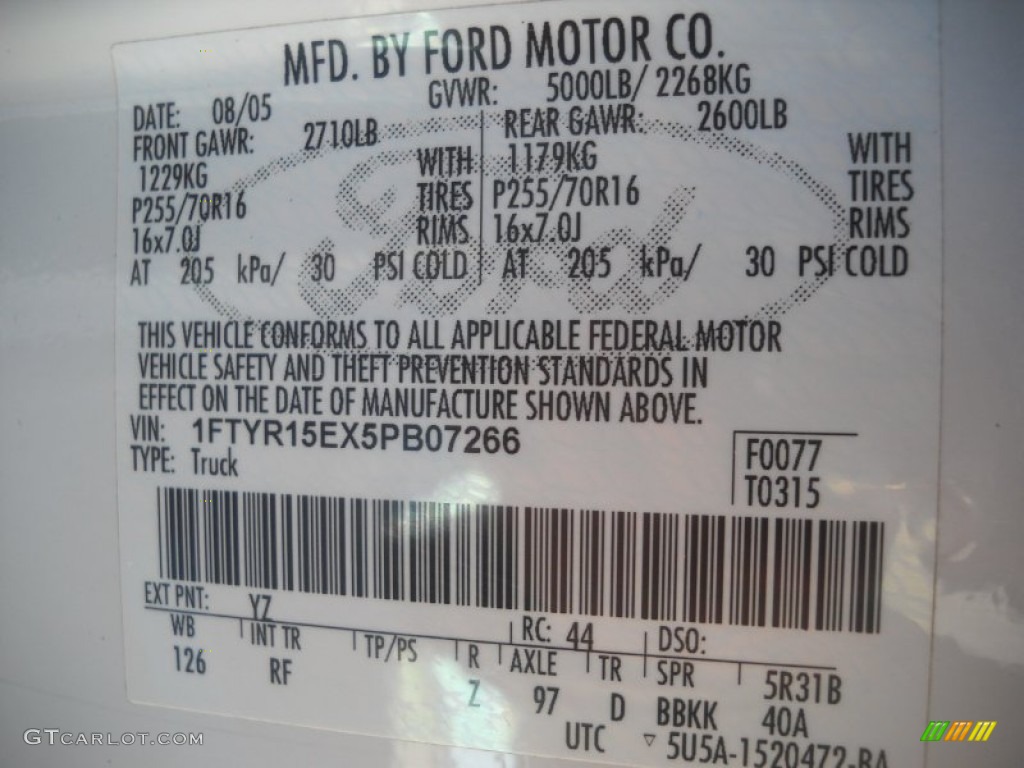 MFD. BY FORD MOTOR CO.
DATE: 08/05 GVWR: 5000LB/ 2268KG
FRONT GAWR: 2710LB REAR GAWR: 2600LB
1229KG WITH 1179KG WITH
P255/70R16 TIRES P255/70R16 TIRES
16x7.0J RIMS 16x7.0J RIMS
AT 205 kPa/ 30 PSI COLD AT 205 kPa/ 30 PSI COLD
Ford
THIS VEHICLE CONFORMS TO ALL APPLICABLE FEDERAL MOTOR
VEHICLE SAFETY AND THEFT PREVENTION STANDARDS IN
EFFECT ON THE DATE OF MANUFACTURE SHOWN ABOVE.
VIN: 1FTYR15EX5PB07266
TYPE: Truck
F0077
T0315
EXT PNT: YZ RC: 44 DSO:
WB INT TR TP/PS R AXLE TR SPR 5R31B
126 RF Z 97 D BBKK 40A
UTC ▽ 5U5A-1520472-BA
GTCARLOT.COM